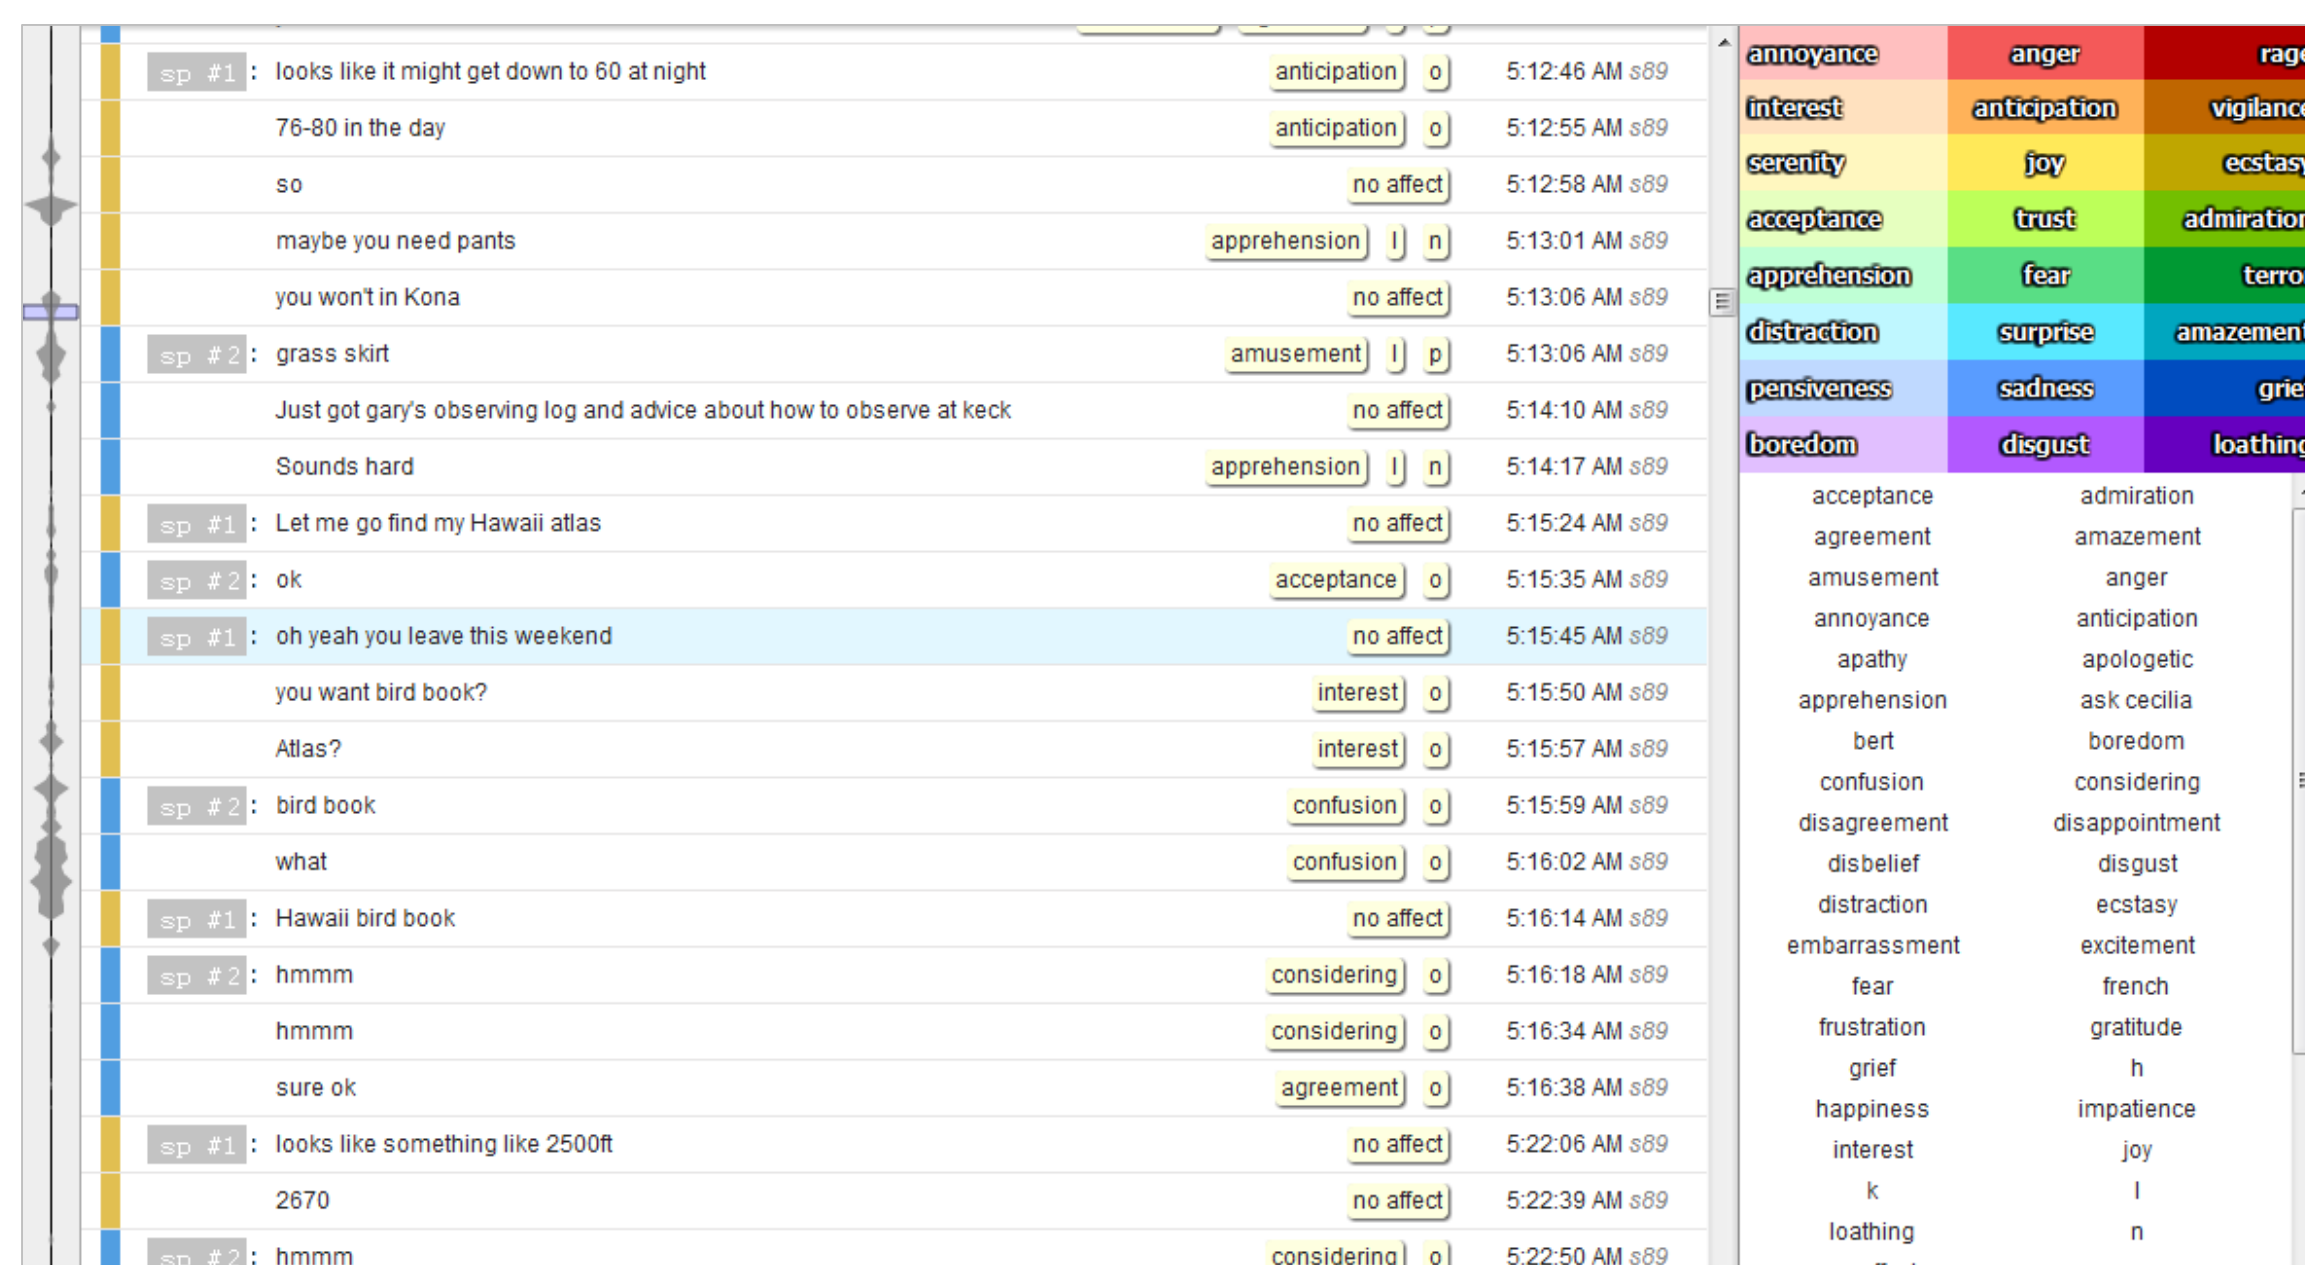 sp #1 : looks like it might get down to 60 at night anticipation o 5:12:46 AM s89
76-80 in the day anticipation o 5:12:55 AM s89
so no affect 5:12:58 AM s89
maybe you need pants apprehension l n 5:13:01 AM s89
you won't in Kona no affect 5:13:06 AM s89
sp #2 : grass skirt amusement l p 5:13:06 AM s89
Just got gary's observing log and advice about how to observe at keck no affect 5:14:10 AM s89
Sounds hard apprehension l n 5:14:17 AM s89
sp #1 : Let me go find my Hawaii atlas no affect 5:15:24 AM s89
sp #2 : ok acceptance o 5:15:35 AM s89
sp #1 : oh yeah you leave this weekend no affect 5:15:45 AM s89
you want bird book? interest o 5:15:50 AM s89
Atlas? interest o 5:15:57 AM s89
sp #2 : bird book confusion o 5:15:59 AM s89
what confusion o 5:16:02 AM s89
sp #1 : Hawaii bird book no affect 5:16:14 AM s89
sp #2 : hmmm considering o 5:16:18 AM s89
hmmm considering o 5:16:34 AM s89
sure ok agreement o 5:16:38 AM s89
sp #1 : looks like something like 2500ft no affect 5:22:06 AM s89
2670 no affect 5:22:39 AM s89
sp #2 : hmmm considering o 5:22:50 AM s89
annoyance anger rage
interest anticipation vigilance
serenity joy ecstasy
acceptance trust admiration
apprehension fear terro
distraction surprise amazement
pensiveness sadness grie
boredom disgust loathing
acceptance admiration
agreement amazement
amusement anger
annoyance anticipation
apathy apologetic
apprehension ask cecilia
bert boredom
confusion considering
disagreement disappointment
disbelief disgust
distraction ecstasy
embarrassment excitement
fear french
frustration gratitude
grief h
happiness impatience
interest joy
k l
loathing n